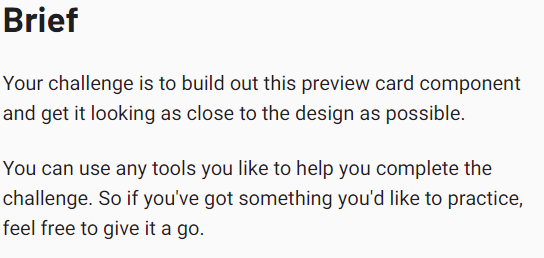 Brief
Your challenge is to build out this preview card component
and get it looking as close to the design as possible.
You can use any tools you like to help you complete the
challenge. So if you've got something you'd like to practice,
feel free to give it a go.